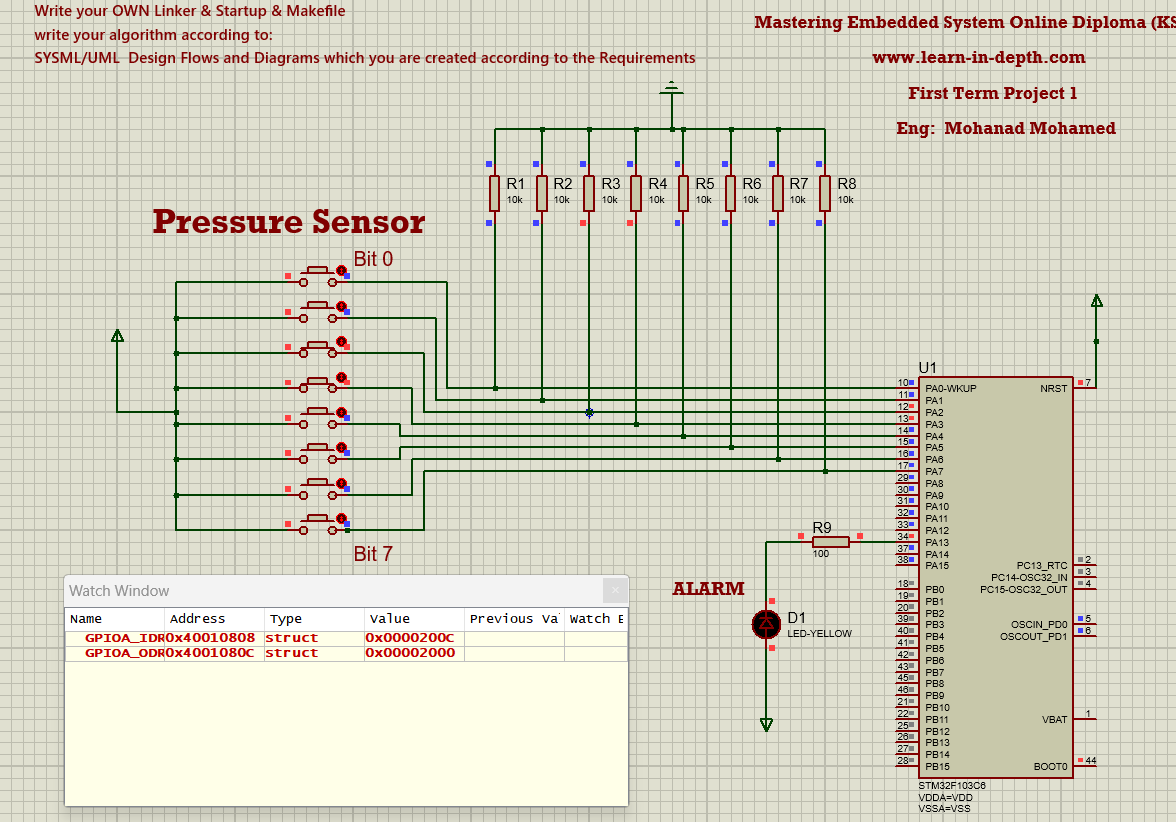 Write your OWN Linker & Startup & Makefile
write your algorithm according to:
SYSML/UML Design Flows and Diagrams which you are created according to the Requirements
Mastering Embedded System Online Diploma (KS
www.learn-in-depth.com
First Term Project 1
Eng: Mohanad Mohamed
R1
10k
R2
10k
R3
10k
R4
10k
R5
10k
R6
10k
R7
10k
R8
10k
Pressure Sensor
Bit 0
Bit 7
U1
10 PA0-WKUP
11 PA1
12 PA2
13 PA3
14 PA4
15 PA5
16 PA6
17 PA7
29 PA8
30 PA9
31 PA10
32 PA11
33 PA12
34 PA13
37 PA14
38 PA15
18 PB0
19 PB1
20 PB2
39 PB3
40 PB4
41 PB5
42 PB6
43 PB7
45 PB8
46 PB9
21 PB10
22 PB11
25 PB12
26 PB13
27 PB14
28 PB15
NRST 7
PC13_RTC 2
PC14-OSC32_IN 3
PC15-OSC32_OUT 4
OSCIN_PD0 5
OSCOUT_PD1 6
VBAT 1
BOOT0 44
STM32F103C6
VDDA=VDD
VSSA=VSS
R9
100
ALARM
D1
LED-YELLOW
Watch Window
Name Address Type Value Previous Va Watch E
GPIOA_IDR 0x40010808 struct 0x0000200C
GPIOA_ODR 0x4001080C struct 0x00002000